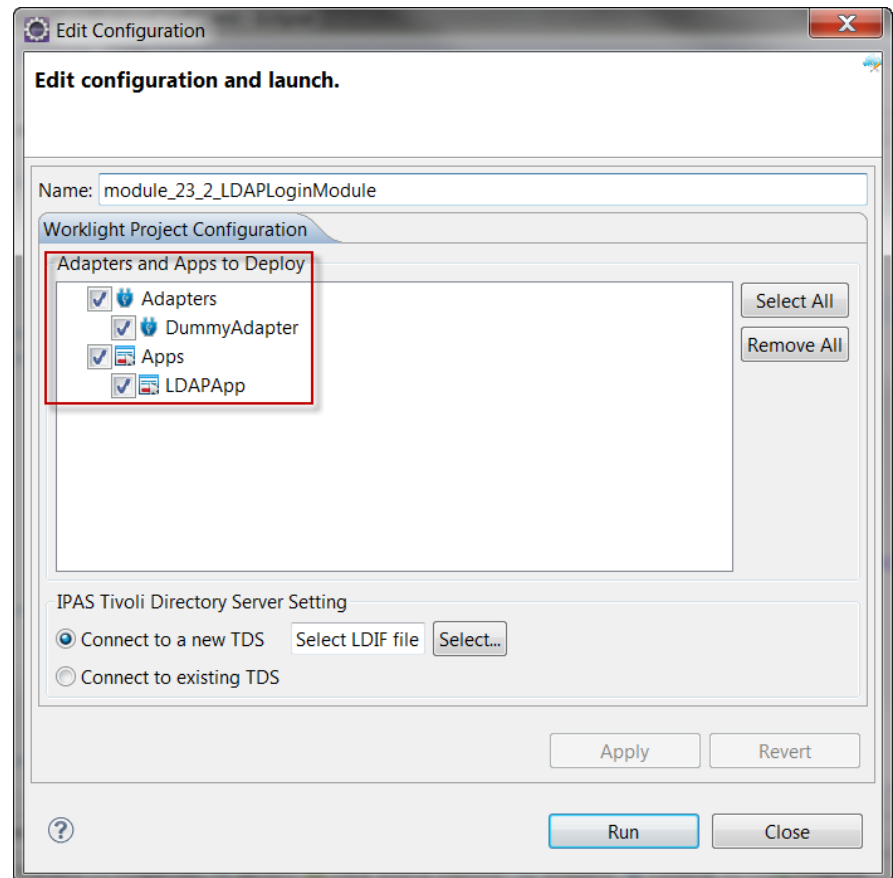 Edit Configuration
X
Edit configuration and launch.
Name: module_23_2_LDAPLoginModule
Worklight Project Configuration
Adapters and Apps to Deploy
Adapters
DummyAdapter
Apps
LDAPApp
Select All
Remove All
IPAS Tivoli Directory Server Setting
Connect to a new TDS Select LDIF file Select...
Connect to existing TDS
Apply Revert
? Run Close